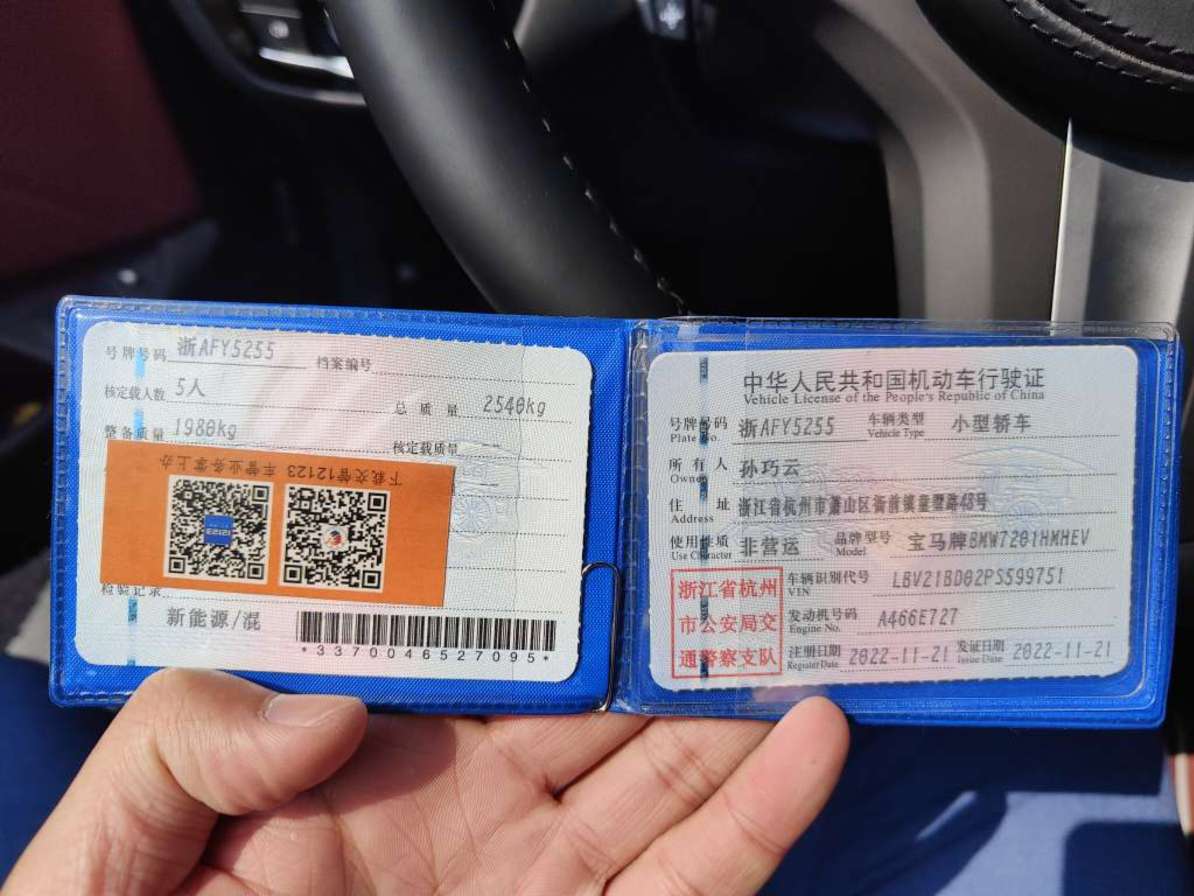 号牌号码 浙AFY5255 档案编号
核定载人数 5人 总质量 2540kg
整备质量 1980kg 核定载质量
下载交管12123 车管业务掌上办
检验记录
新能源/混
*3370046527095*
中华人民共和国机动车行驶证
Vehicle License of the People's Republic of China
号牌号码 浙AFY5255 车辆类型 小型轿车
Plate No. Vehicle Type
所有人 孙巧云
Owner
住址 浙江省杭州市萧山区衙前镇 路48号
Address
使用性质 非营运 品牌型号 宝马牌BMW7201HMHEV
Use Character Model
浙江省杭州
市公安局交
通警察支队
车辆识别代号 LBV21BD02PS599751
VIN
发动机号码 A466E727
Engine No.
注册日期 2022-11-21 发证日期 2022-11-21
Register Date Issue Date